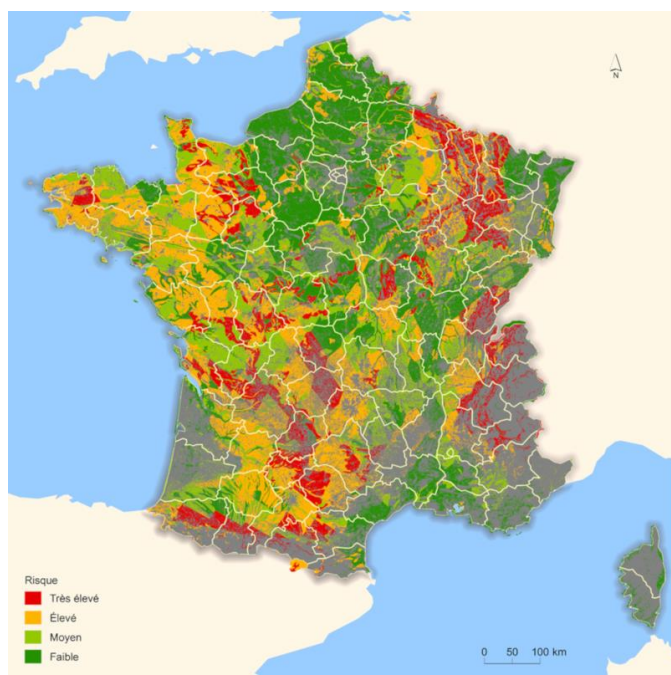 N
Risque
Très élevé
Élevé
Moyen
Faible
0 50 100 km